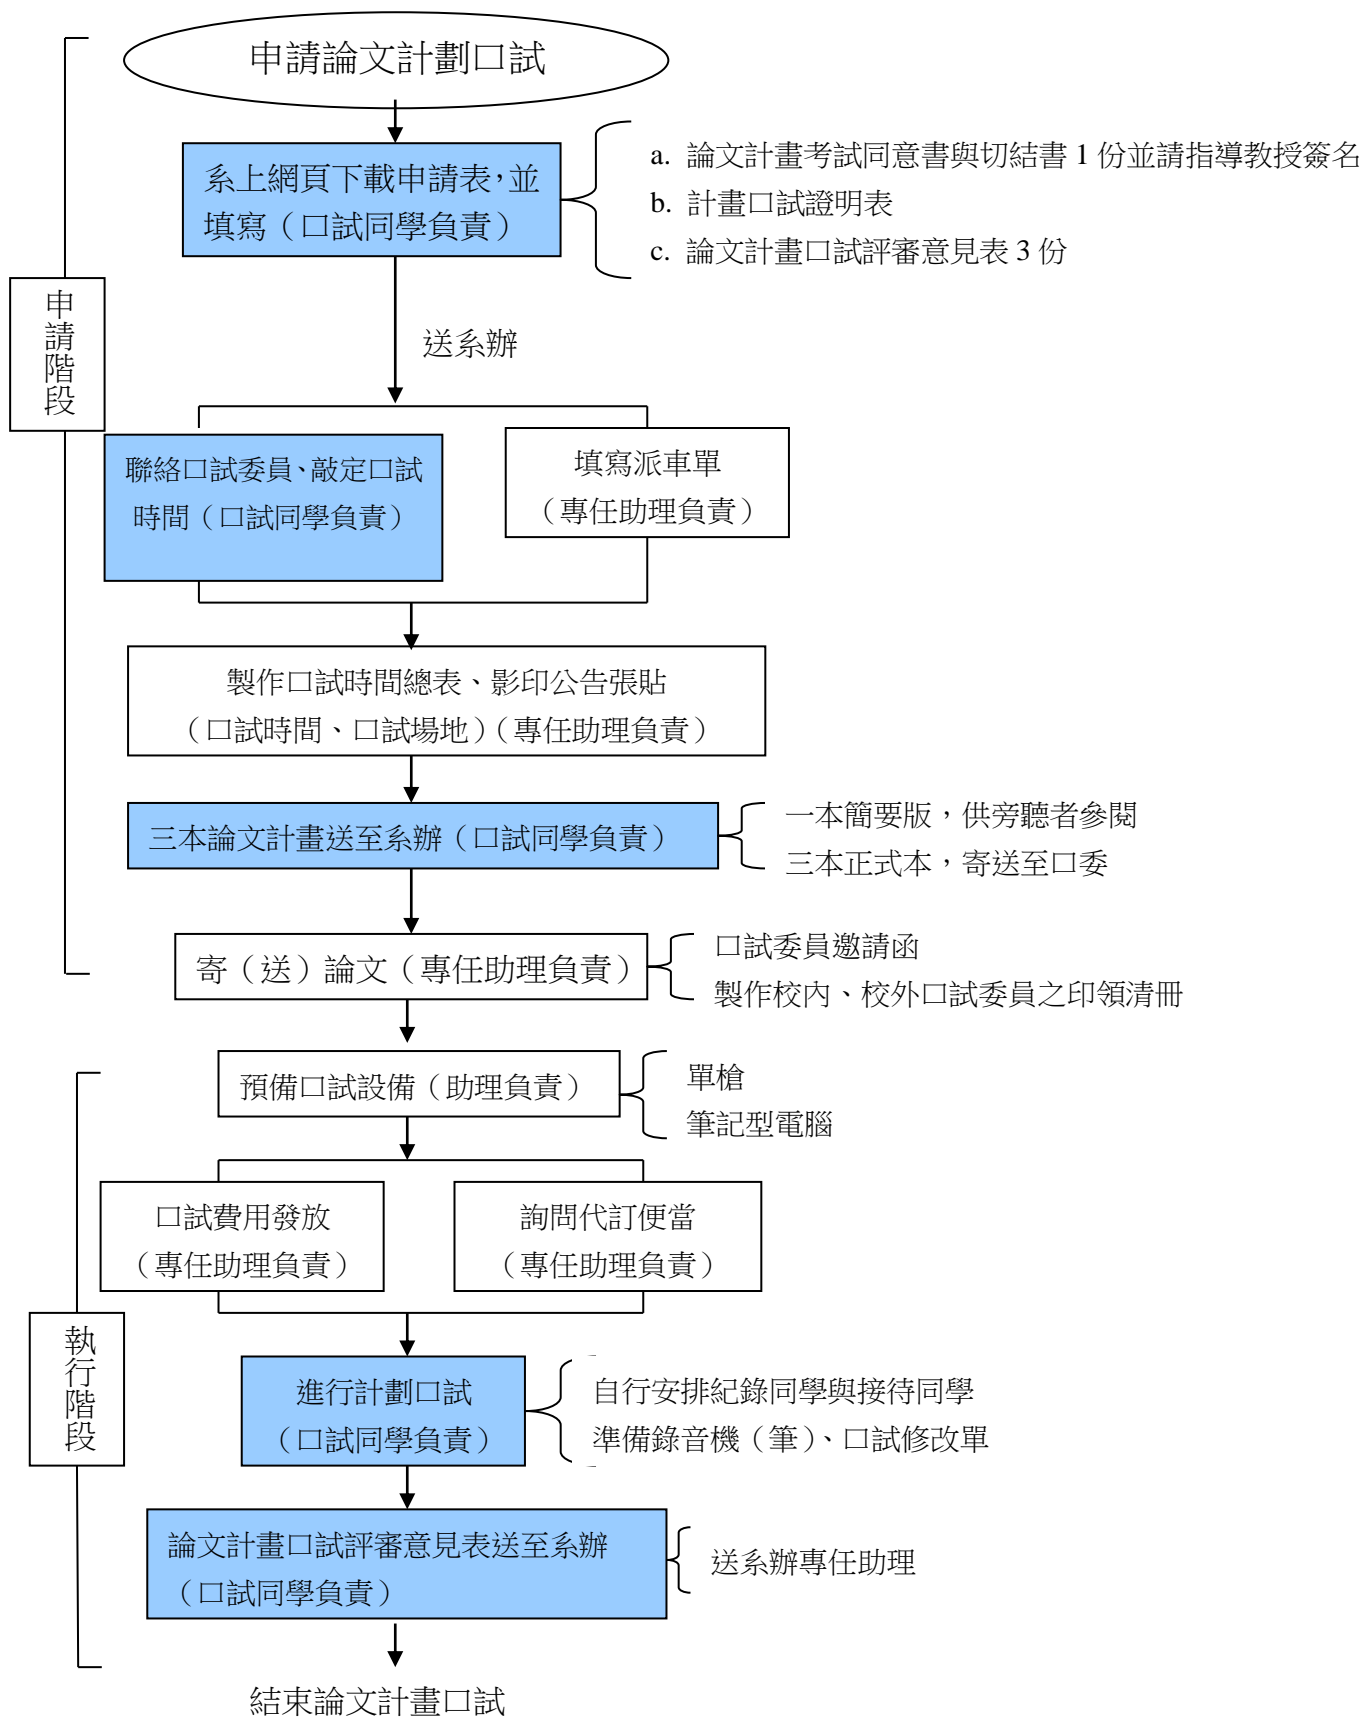 申請論文計劃口試
系上網頁下載申請表，並
填寫（口試同學負責）
a. 論文計畫考試同意書與切結書 1 份並請指導教授簽名
b. 計畫口試證明表
c. 論文計畫口試評審意見表 3 份
申請階段
送系辦
聯絡口試委員、敲定口試
時間（口試同學負責）
填寫派車單
（專任助理負責）
製作口試時間總表、影印公告張貼
（口試時間、口試場地）（專任助理負責）
三本論文計畫送至系辦（口試同學負責）
一本簡要版，供旁聽者參閱
三本正式本，寄送至口委
寄（送）論文（專任助理負責）
口試委員邀請函
製作校內、校外口試委員之印領清冊
預備口試設備（助理負責）
單槍
筆記型電腦
口試費用發放
（專任助理負責）
詢問代訂便當
（專任助理負責）
執行階段
進行計劃口試
（口試同學負責）
自行安排紀錄同學與接待同學
準備錄音機（筆）、口試修改單
論文計畫口試評審意見表送至系辦
（口試同學負責）
送系辦專任助理
結束論文計畫口試